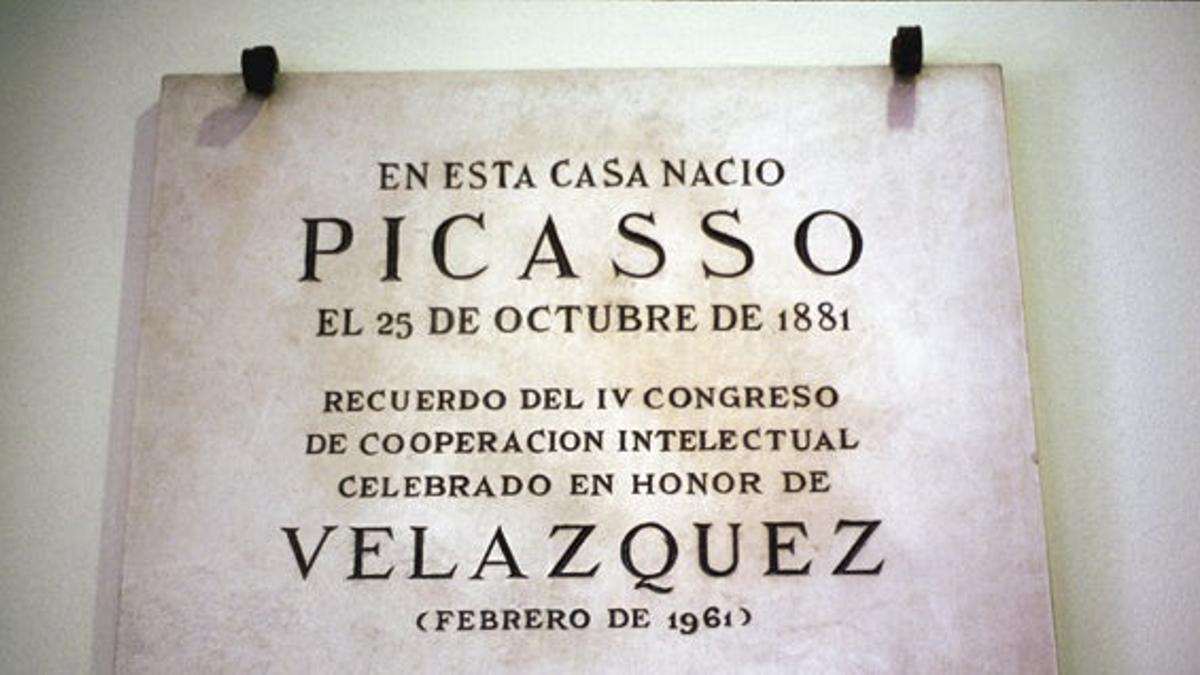 EN ESTA CASA NACIO
PICASSO
EL 25 DE OCTUBRE DE 1881
RECUERDO DEL IV CONGRESO
DE COOPERACION INTELECTUAL
CELEBRADO EN HONOR DE
VELAZQUEZ
(FEBRERO DE 1961)